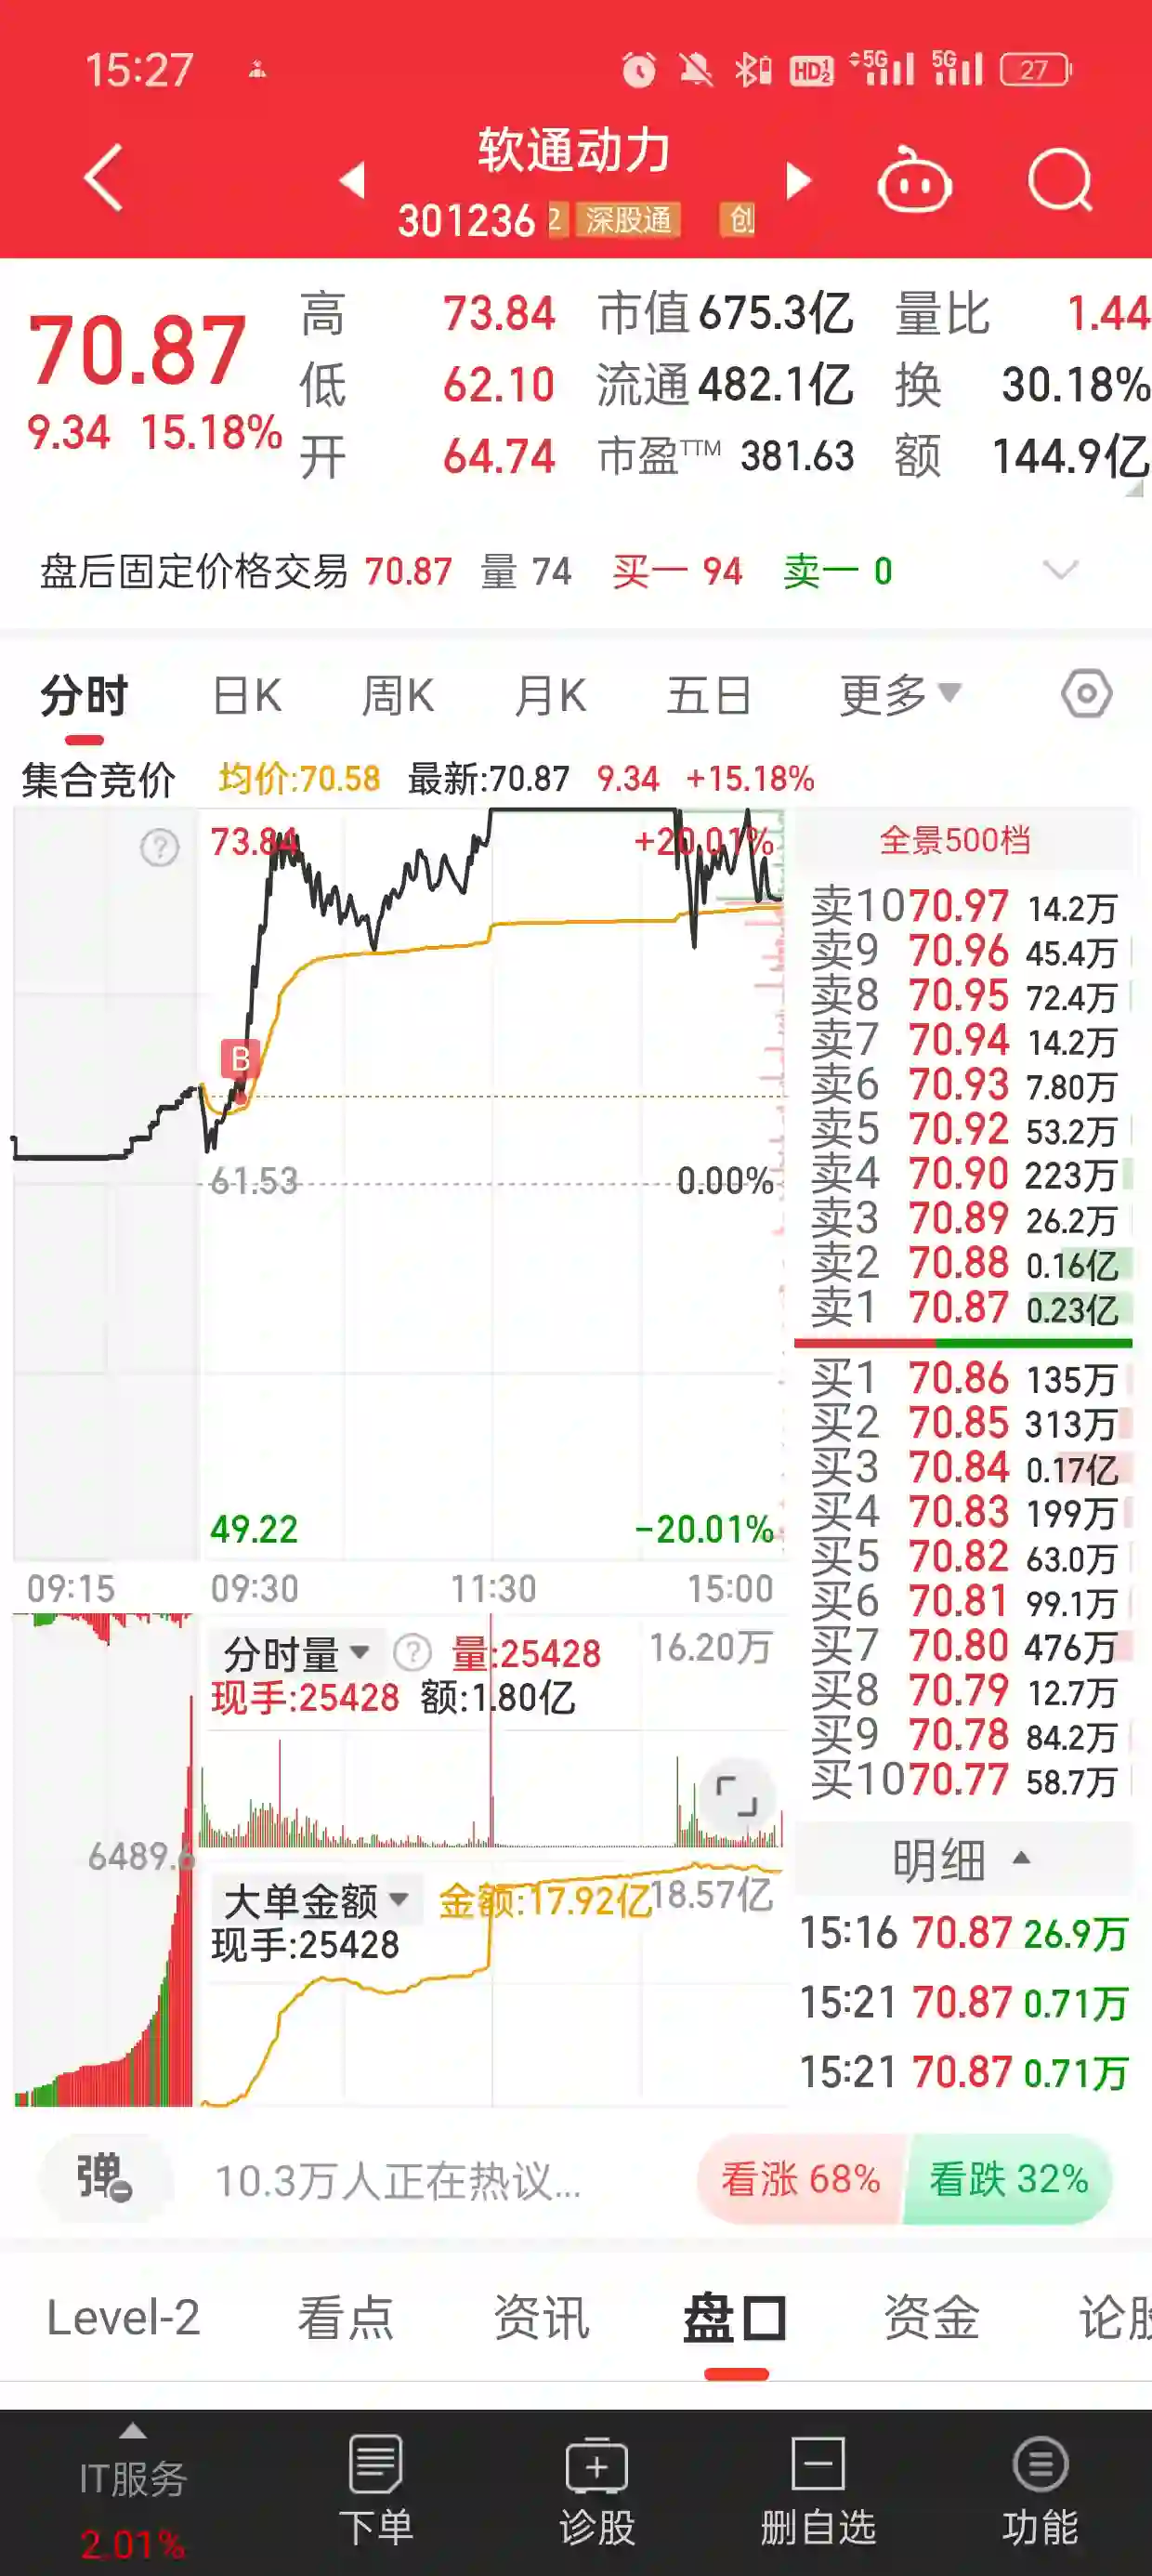 15:27
HD1 2 5G 5G 27
软通动力
301236 2 深股通 创
70.87
9.34 15.18%
高 73.84 市值 675.3亿 量比 1.44
低 62.10 流通 482.1亿 换 30.18%
开 64.74 市盈TTM 381.63 额 144.9亿
盘后固定价格交易 70.87 量 74 买一 94 卖一 0
分时 日K 周K 月K 五日 更多
集合竞价 均价:70.58 最新:70.87 9.34 +15.18%
73.84 +20.01%
B
61.53 0.00%
49.22 -20.01%
09:15 09:30 11:30 15:00
分时量 ? 量:25428 16.20万
现手:25428 额:1.80亿
6489.6
大单金额 金额:17.92亿 18.57亿
现手:25428
全景500档
卖10 70.97 14.2万
卖9 70.96 45.4万
卖8 70.95 72.4万
卖7 70.94 14.2万
卖6 70.93 7.80万
卖5 70.92 53.2万
卖4 70.90 223万
卖3 70.89 26.2万
卖2 70.88 0.16亿
卖1 70.87 0.23亿
买1 70.86 135万
买2 70.85 313万
买3 70.84 0.17亿
买4 70.83 199万
买5 70.82 63.0万
买6 70.81 99.1万
买7 70.80 476万
买8 70.79 12.7万
买9 70.78 84.2万
买10 70.77 58.7万
明细
15:16 70.87 26.9万
15:21 70.87 0.71万
15:21 70.87 0.71万
弹 10.3万人正在热议... 看涨 68% 看跌 32%
Level-2 看点 资讯 盘口 资金 论股
IT服务 下单 诊股 删自选 功能
2.01%